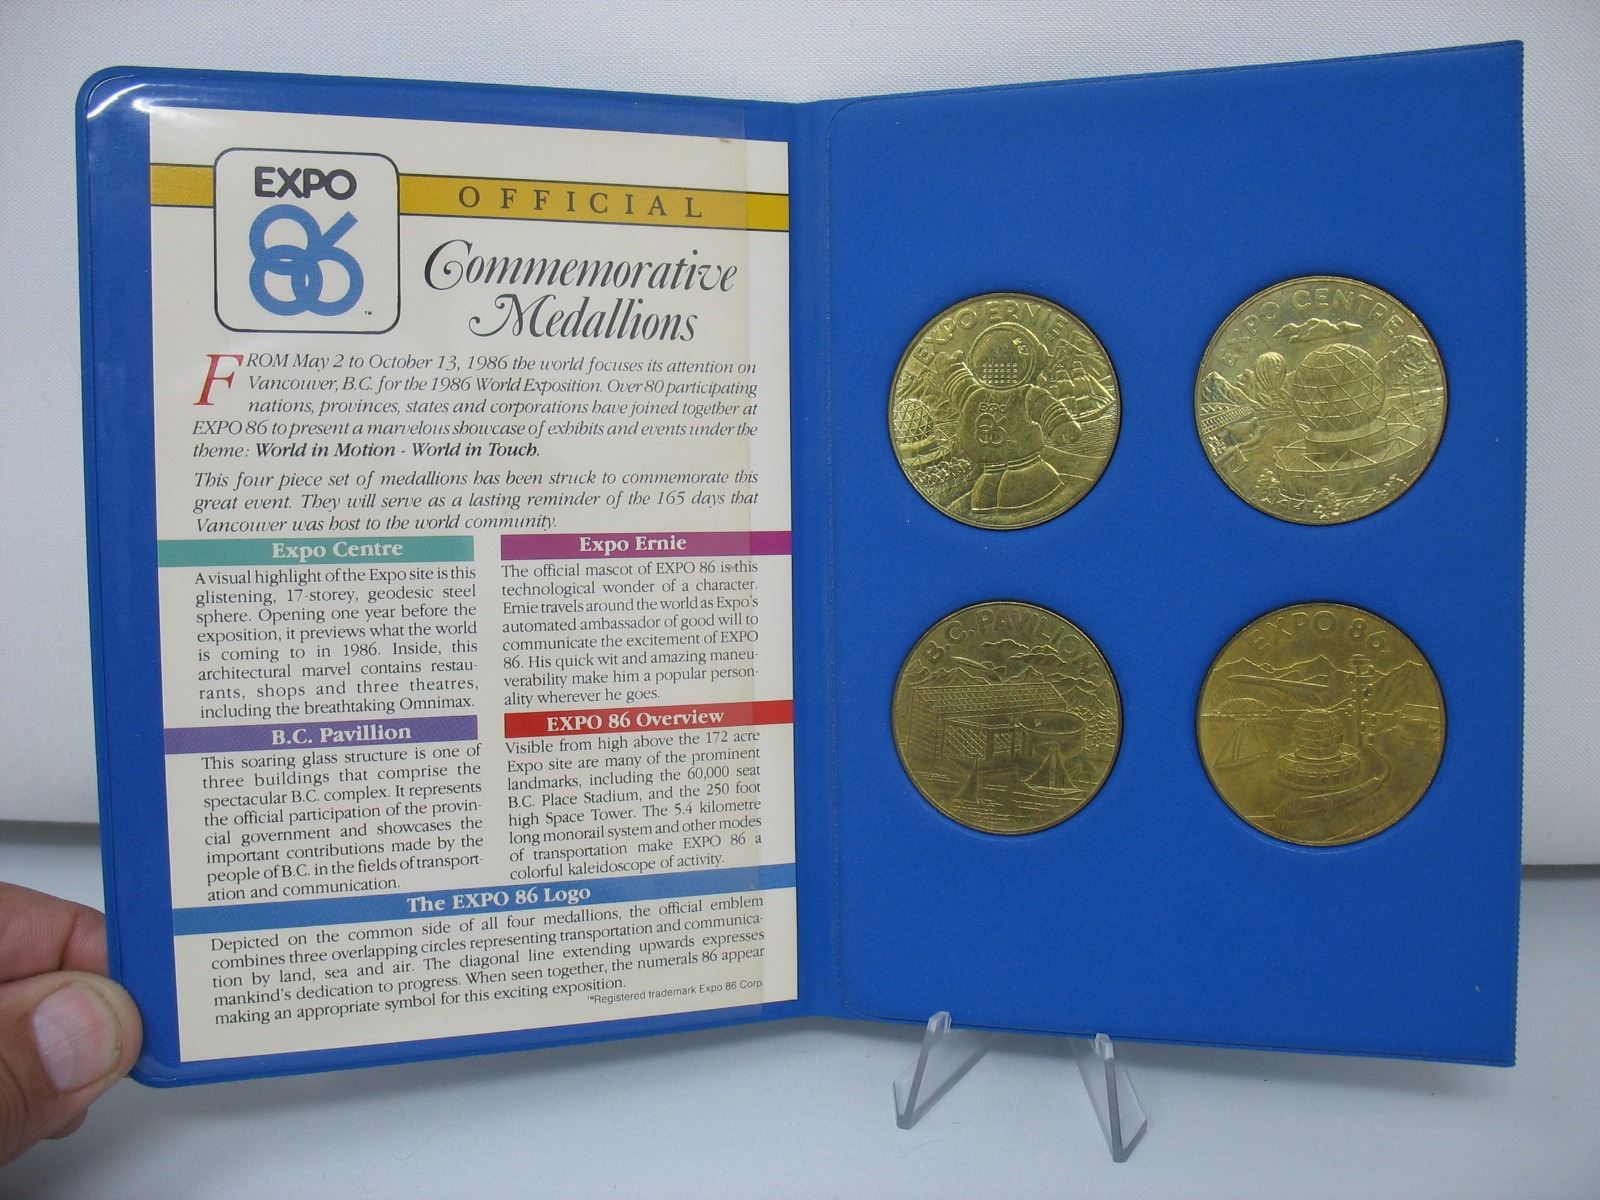 EXPO
86
™
OFFICIAL
Commemorative
Medallions
FROM May 2 to October 13, 1986 the world focuses its attention on
Vancouver, B.C. for the 1986 World Exposition. Over 80 participating
nations, provinces, states and corporations have joined together at
EXPO 86 to present a marvelous showcase of exhibits and events under the
theme: World in Motion - World in Touch.
This four piece set of medallions has been struck to commemorate this
great event. They will serve as a lasting reminder of the 165 days that
Vancouver was host to the world community.
Expo Centre
A visual highlight of the Expo site is this
glistening, 17-storey, geodesic steel
sphere. Opening one year before the
exposition, it previews what the world
is coming to in 1986. Inside, this
architectural marvel contains restau-
rants, shops and three theatres,
including the breathtaking Omnimax.
Expo Ernie
The official mascot of EXPO 86 is this
technological wonder of a character.
Ernie travels around the world as Expo's
automated ambassador of good will to
communicate the excitement of EXPO
86. His quick wit and amazing maneu-
verability make him a popular person-
ality wherever he goes.
B.C. Pavillion
This soaring glass structure is one of
three buildings that comprise the
spectacular B.C. complex. It represents
the official participation of the provin-
cial government and showcases the
important contributions made by the
people of B.C. in the fields of transport-
ation and communication.
EXPO 86 Overview
Visible from high above the 172 acre
Expo site are many of the prominent
landmarks, including the 60,000 seat
B.C. Place Stadium, and the 250 foot
high Space Tower. The 5.4 kilometre
long monorail system and other modes
of transportation make EXPO 86 a
colorful kaleidoscope of activity.
The EXPO 86 Logo
Depicted on the common side of all four medallions, the official emblem
combines three overlapping circles representing transportation and communica-
tion by land, sea and air. The diagonal line extending upwards expresses
mankind's dedication to progress. When seen together, the numerals 86 appear
making an appropriate symbol for this exciting exposition.
™Registered trademark Expo 86 Corp.
EXPO ERNIE
EXPO
86
EXPO CENTRE
B.C. PAVILION
EXPO 86